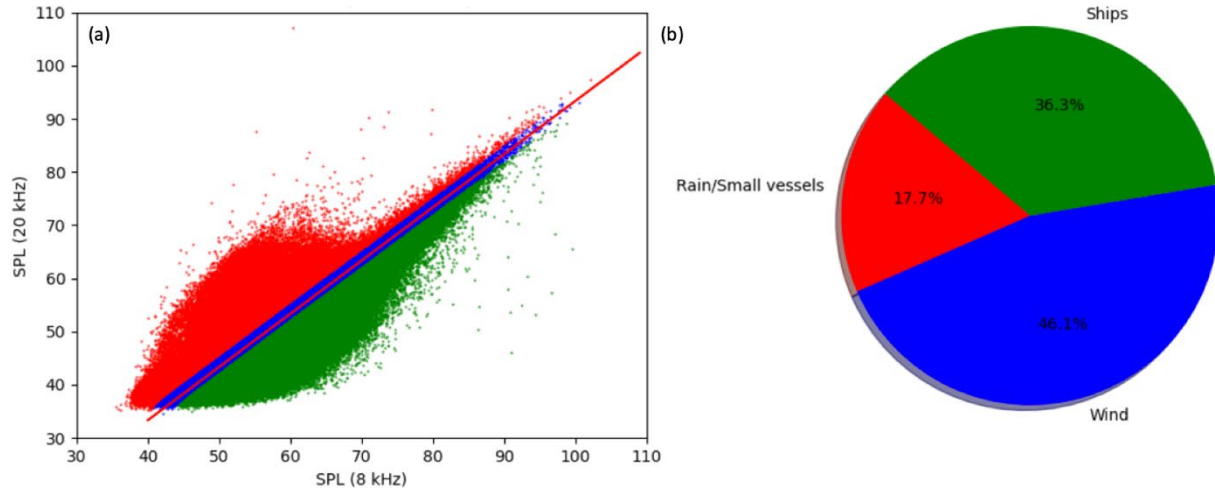 (a)
110
100
90
80
70
60
50
40
30
SPL (20 kHz)
30 40 50 60 70 80 90 100 110
SPL (8 kHz)
(b)
Ships
36.3%
Rain/Small vessels
17.7%
46.1%
Wind